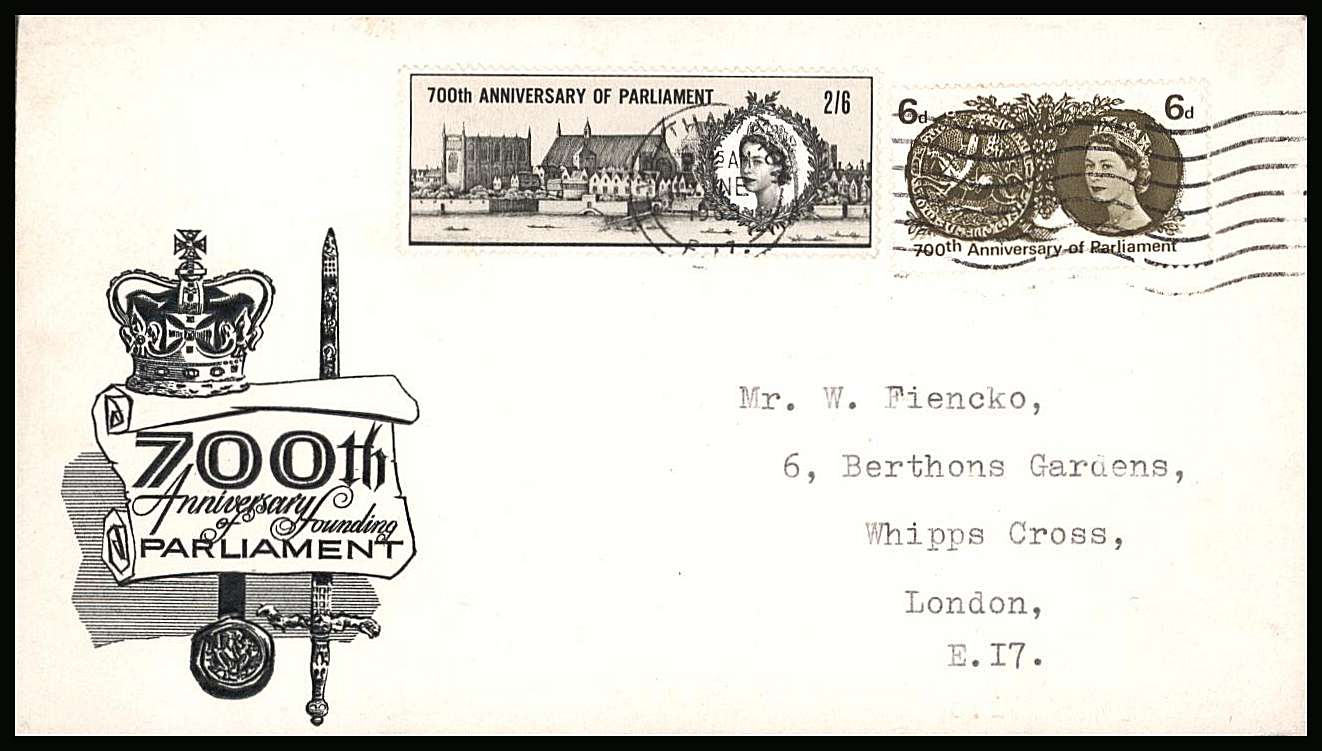 700th ANNIVERSARY OF PARLIAMENT 2/6
6d 6d
700th Anniversary of Parliament
700th
Anniversary
of Founding
PARLIAMENT
Mr. W. Fiencko,
6, Berthons Gardens,
Whipps Cross,
London,
E.I7.